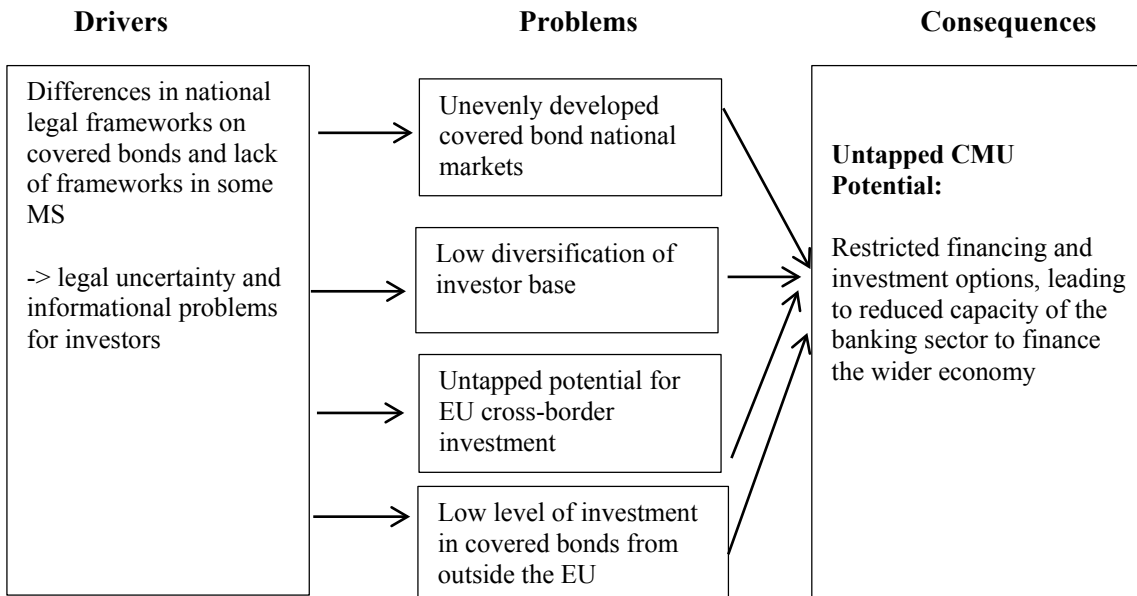 Drivers
Problems
Consequences
Differences in national
legal frameworks on
covered bonds and lack
of frameworks in some
MS
-> legal uncertainty and
informational problems
for investors
Unevenly developed
covered bond national
markets
Low diversification of
investor base
Untapped potential for
EU cross-border
investment
Low level of investment
in covered bonds from
outside the EU
Untapped CMU
Potential:
Restricted financing and
investment options, leading
to reduced capacity of the
banking sector to finance
the wider economy